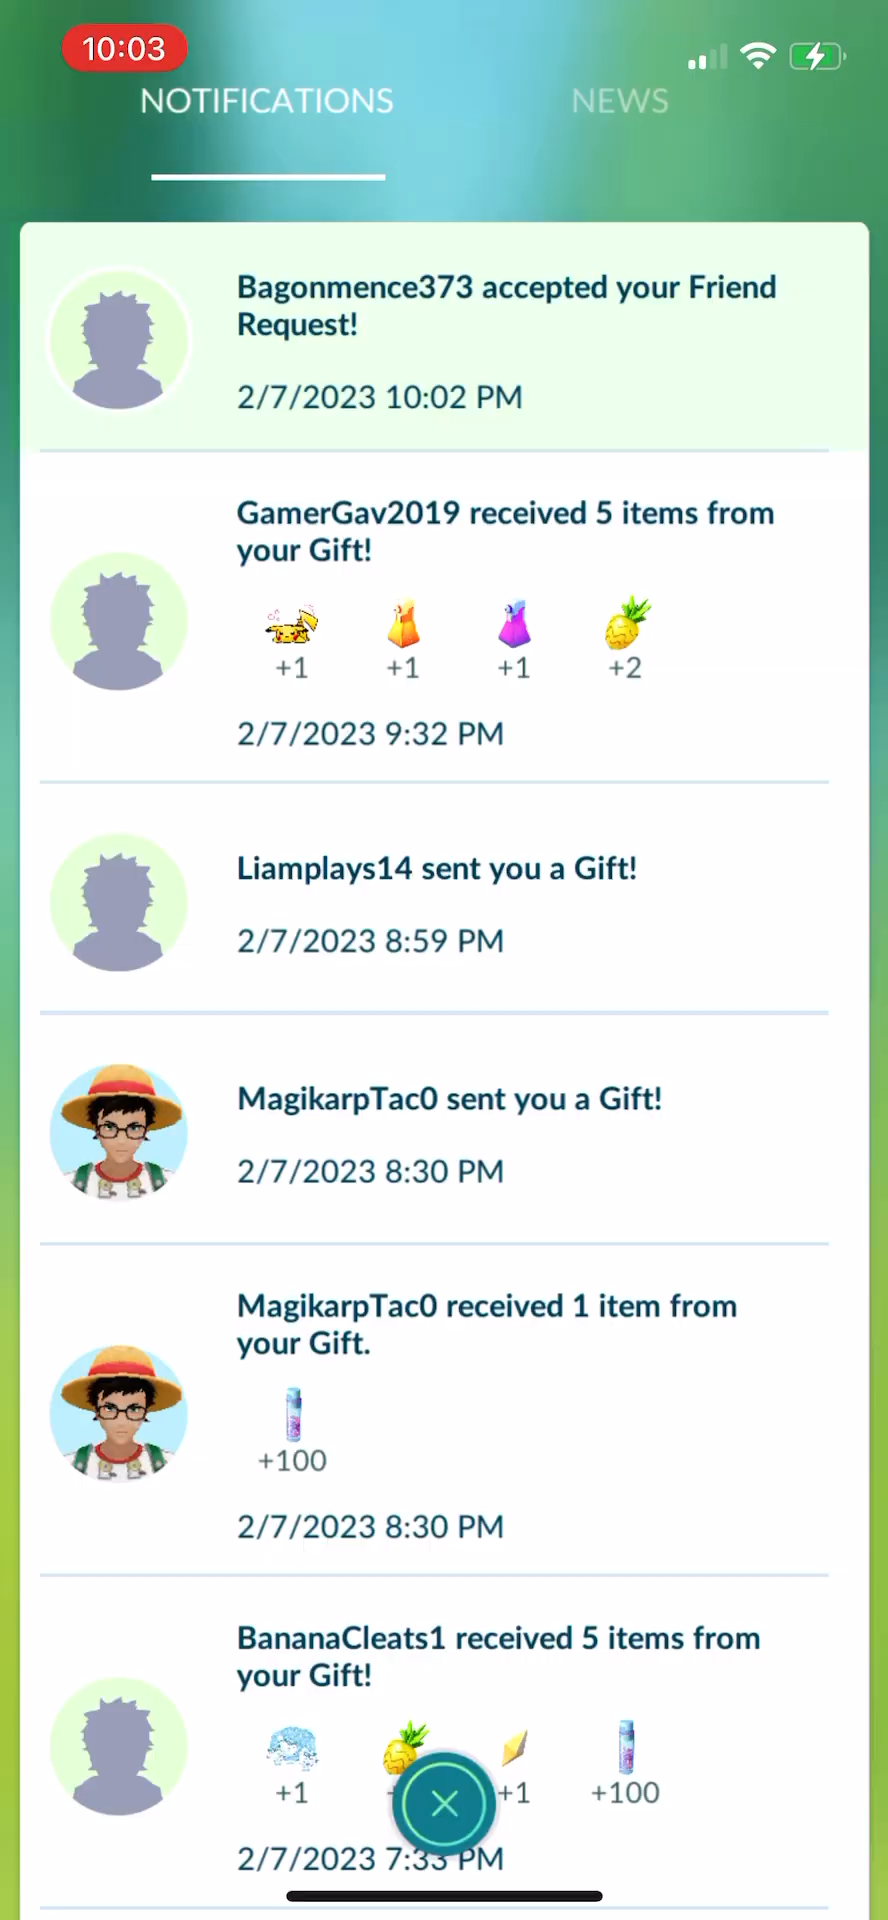 10:03
NOTIFICATIONS
NEWS
Bagonmence373 accepted your Friend
Request!
2/7/2023 10:02 PM
GamerGav2019 received 5 items from
your Gift!
+1
+1
+1
+2
2/7/2023 9:32 PM
Liamplays14 sent you a Gift!
2/7/2023 8:59 PM
MagikarpTac0 sent you a Gift!
2/7/2023 8:30 PM
MagikarpTac0 received 1 item from
your Gift.
+100
2/7/2023 8:30 PM
BananaCleats1 received 5 items from
your Gift!
+1
+1
+100
2/7/2023 7:33 PM